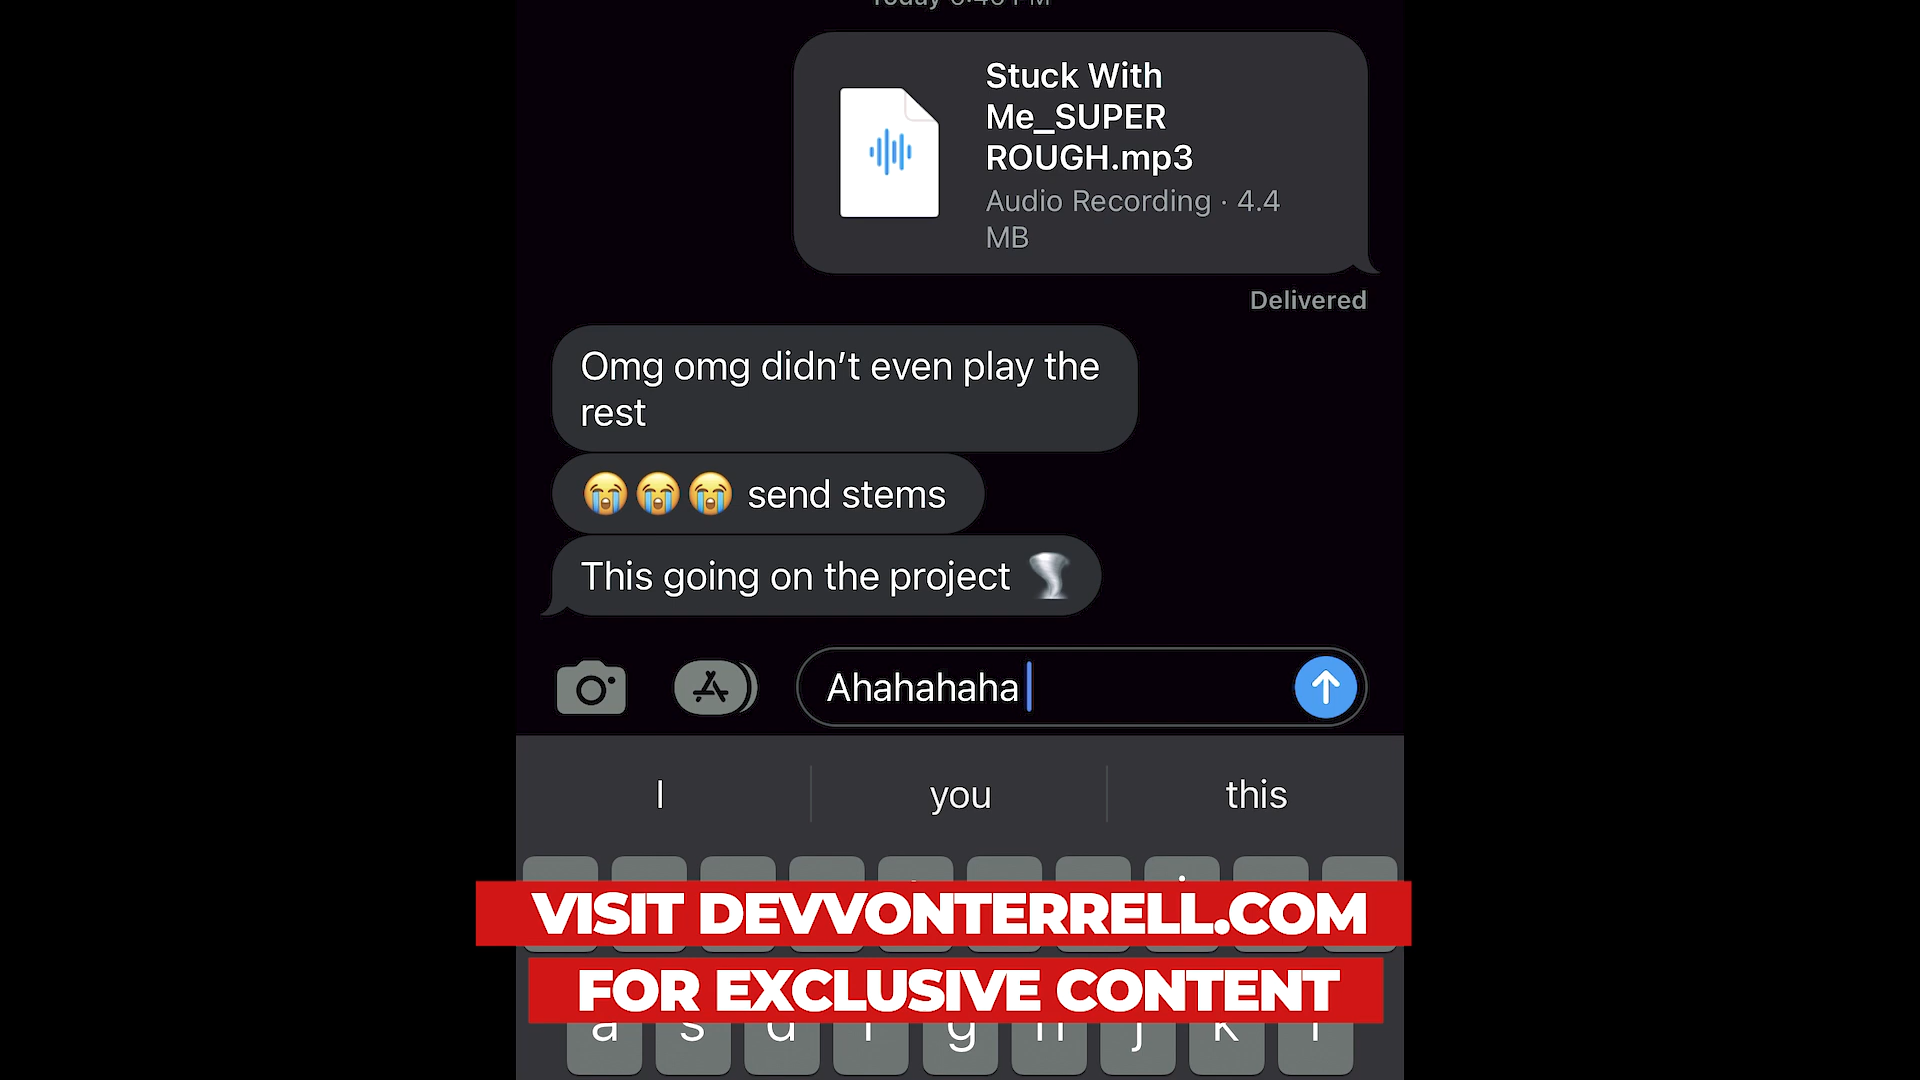 Stuck With
Me_SUPER
ROUGH.mp3
Audio Recording · 4.4
MB
Delivered
Omg omg didn’t even play the
rest
😭😭😭 send stems
This going on the project 🌪
Ahahahaha
I
you
this
VISIT DEVVONTERRELL.COM
FOR EXCLUSIVE CONTENT
a s d f g h j k l